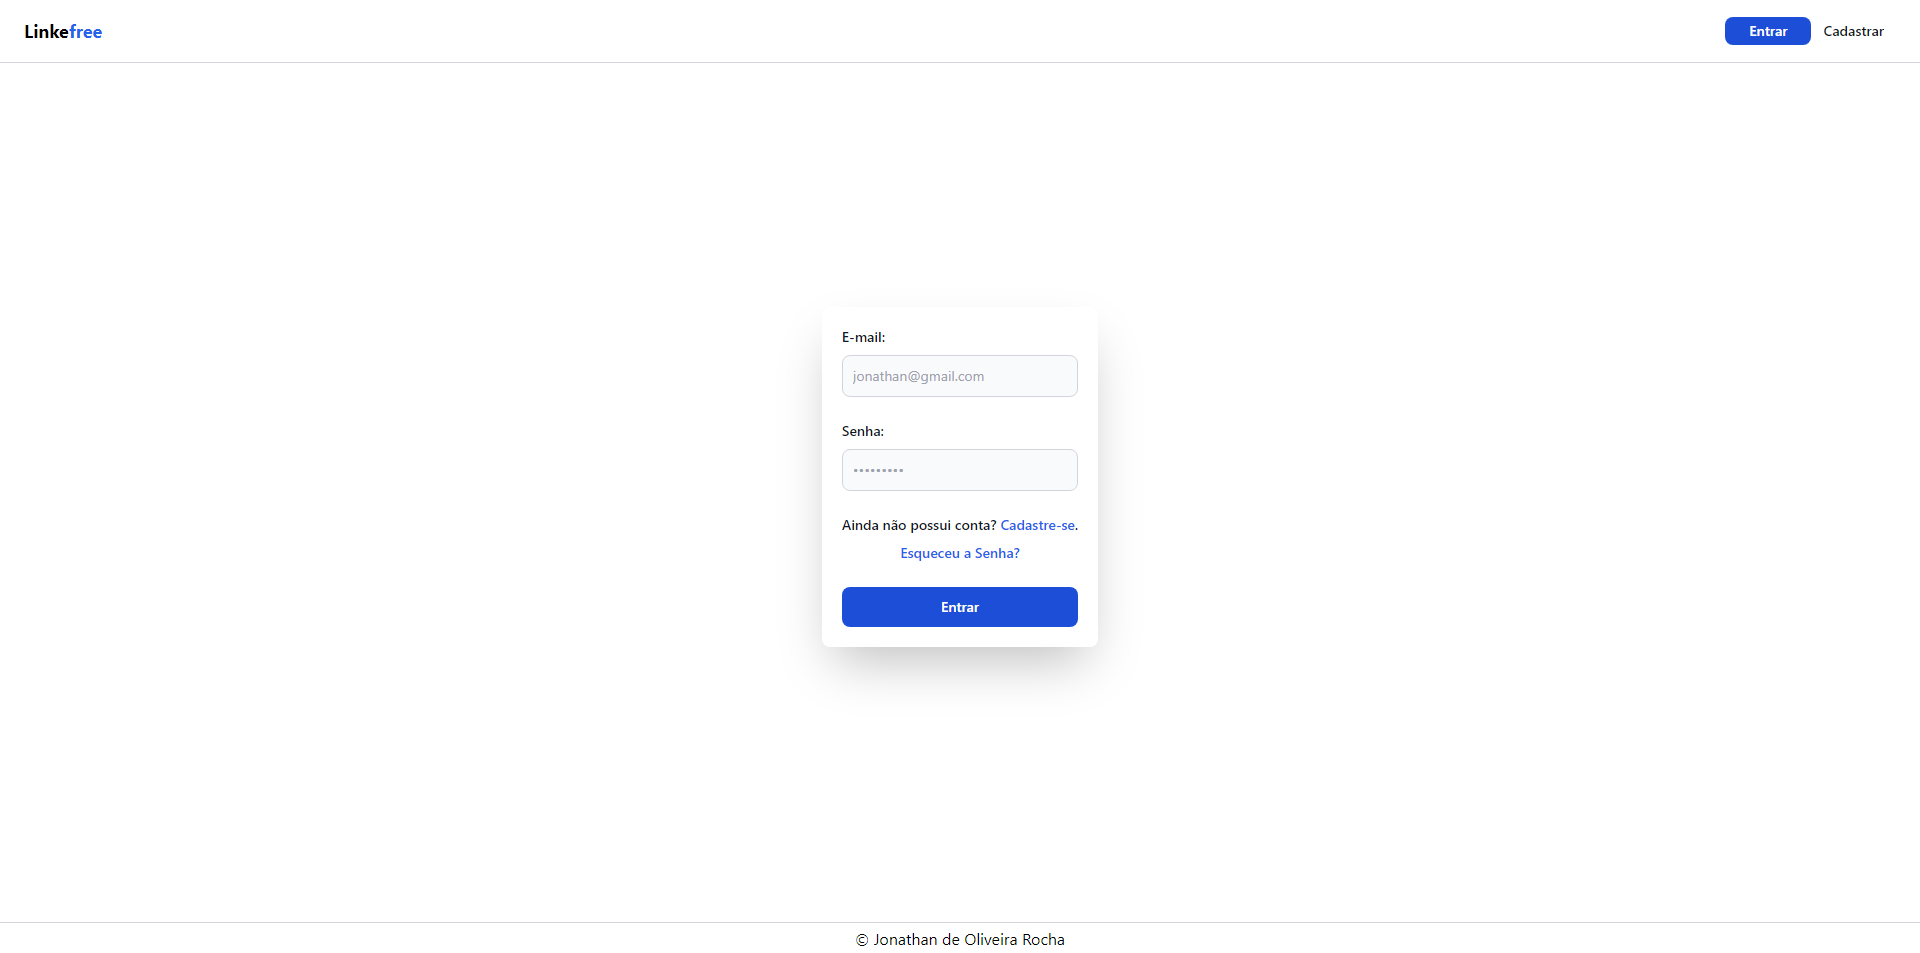 Linkefree
Entrar Cadastrar
E-mail:
jonathan@gmail.com
Senha:
•••••••••
Ainda não possui conta? Cadastre-se.
Esqueceu a Senha?
Entrar
© Jonathan de Oliveira Rocha